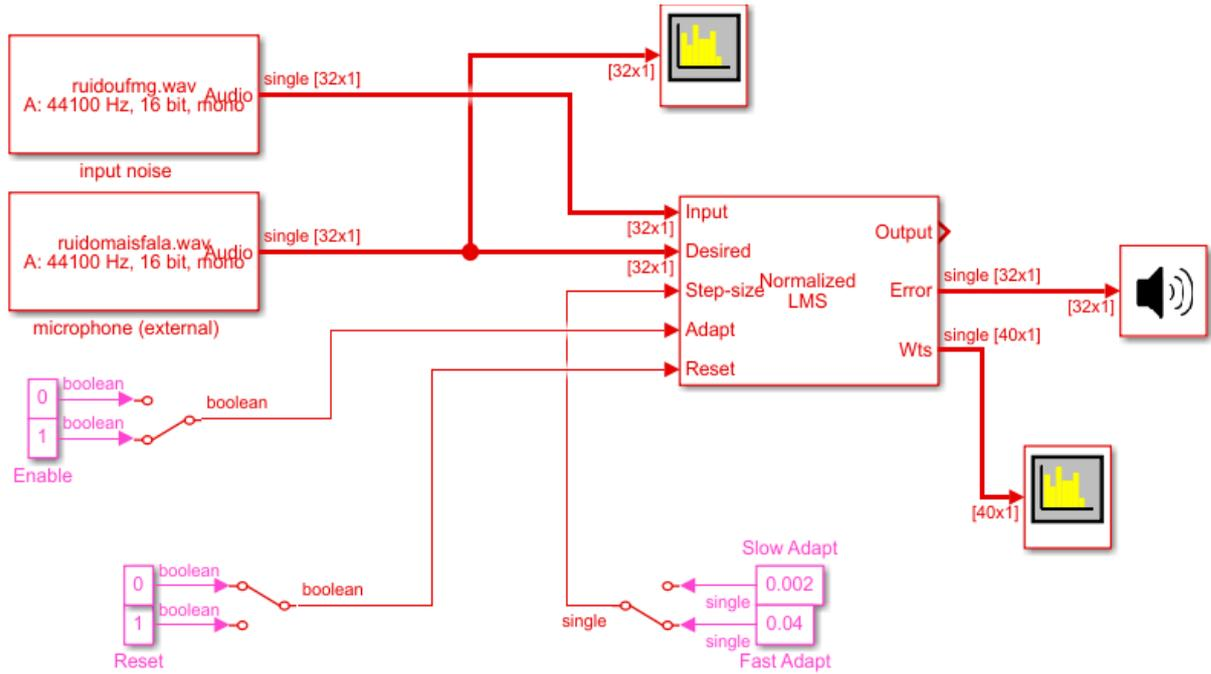 ruidoufmg.wav
A: 44100 Hz, 16 bit, mono
Audio
single [32x1]
input noise
[32x1]
ruidomaisfala.wav
A: 44100 Hz, 16 bit, mono
Audio
single [32x1]
microphone (external)
[32x1]
[32x1]
Input
Desired
Step-size
Adapt
Reset
Normalized
LMS
Output
Error
Wts
single [32x1]
[32x1]
single [40x1]
[40x1]
0
boolean
1
boolean
boolean
Enable
0
boolean
1
boolean
boolean
Reset
Slow Adapt
0.002
single
single
0.04
single
Fast Adapt